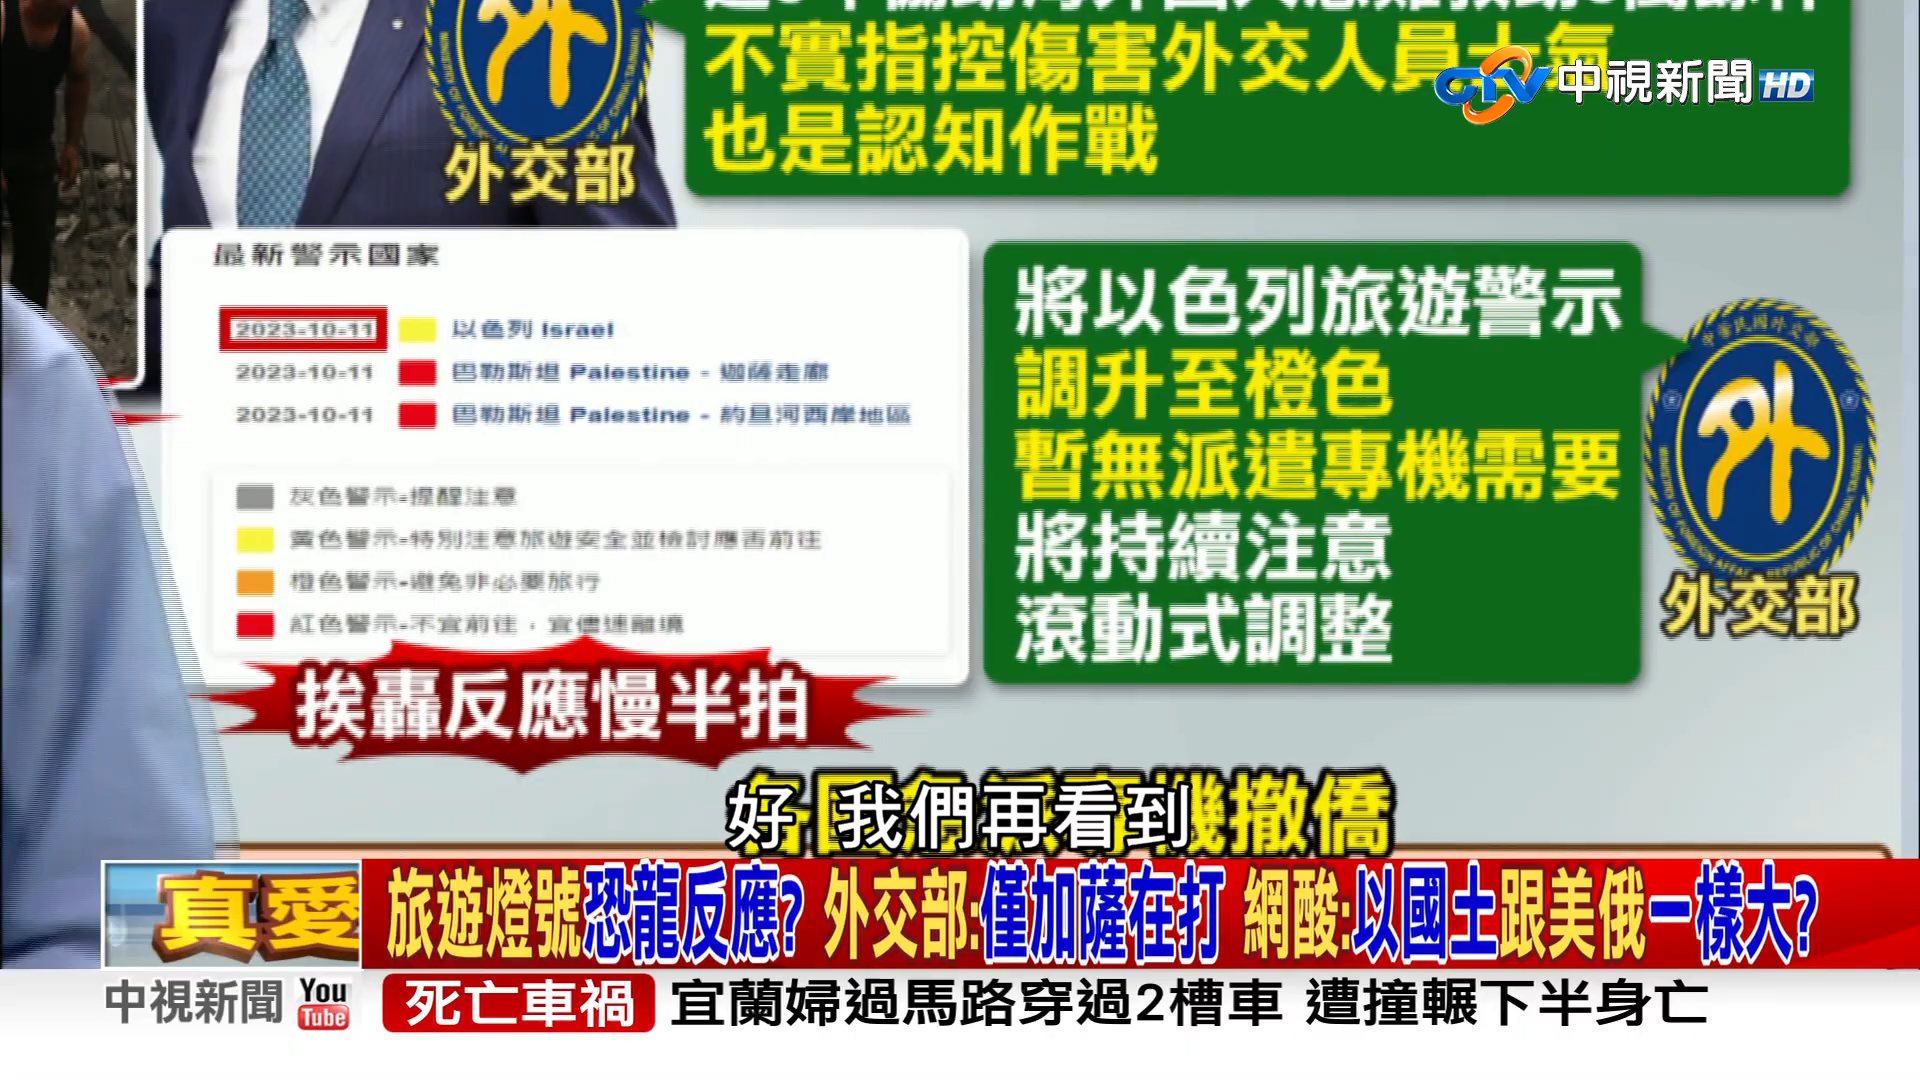 不實指控傷害外交人員士氣
也是認知作戰
CTV中視新聞HD
外交部
最新警示國家
2023-10-11 以色列 Israel
2023-10-11 巴勒斯坦 Palestine - 迦薩走廊
2023-10-11 巴勒斯坦 Palestine - 約旦河西岸地區
灰色警示-提醒注意
黃色警示-特別注意旅遊安全並檢討應否前往
橙色警示-避免非必要旅行
紅色警示-不宜前往，宜儘速離境
將以色列旅遊警示
調升至橙色
暫無派遣專機需要
將持續注意
滾動式調整
外交部
挨轟反應慢半拍
機撤僑
好 我們再看到
真愛
旅遊燈號恐龍反應? 外交部:僅加薩在打 網酸:以國土跟美俄一樣大?
中視新聞 YouTube
死亡車禍 宜蘭婦過馬路穿過2槽車 遭撞輾下半身亡